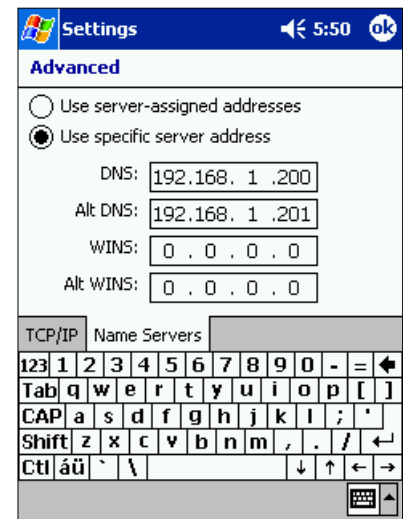 Settings 5:50 ok
Advanced
Use server-assigned addresses
Use specific server address
DNS: 192.168. 1 .200
Alt DNS: 192.168. 1 .201
WINS: 0 . 0 . 0 . 0
Alt WINS: 0 . 0 . 0 . 0
TCP/IP Name Servers
123 1 2 3 4 5 6 7 8 9 0 - =
Tab q w e r t y u i o p [ ]
CAP a s d f g h j k l ; '
Shift z x c v b n m , . /
Ctl áü ` \